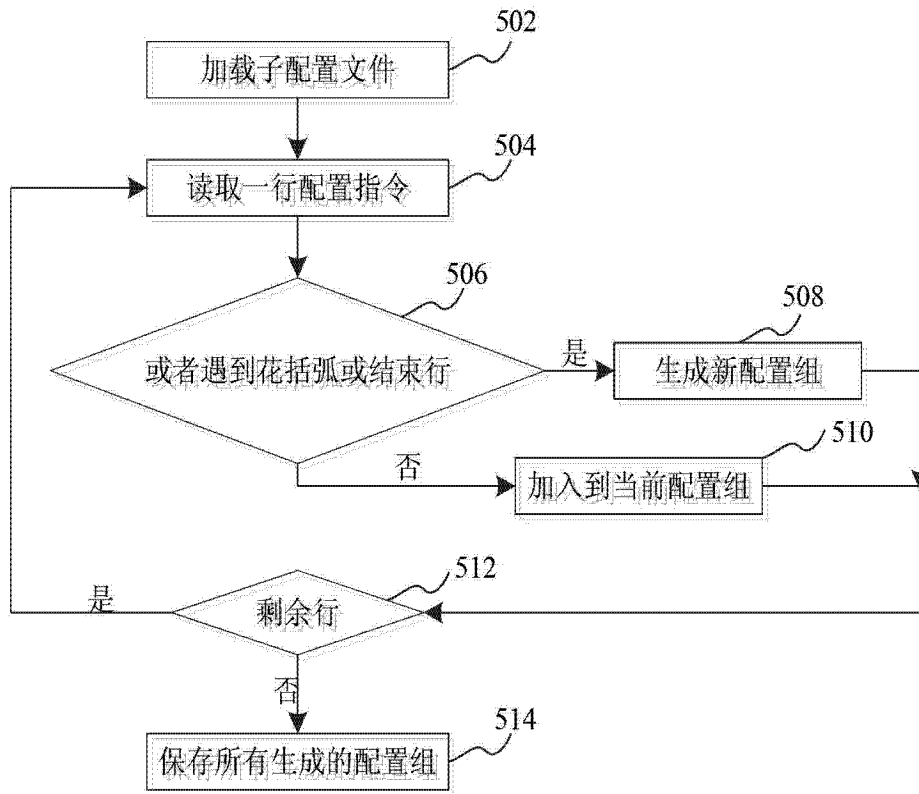 502
加载子配置文件
504
读取一行配置指令
506
或者遇到花括弧或结束行
是
508
生成新配置组
否
510
加入到当前配置组
是
512
剩余行
否
514
保存所有生成的配置组